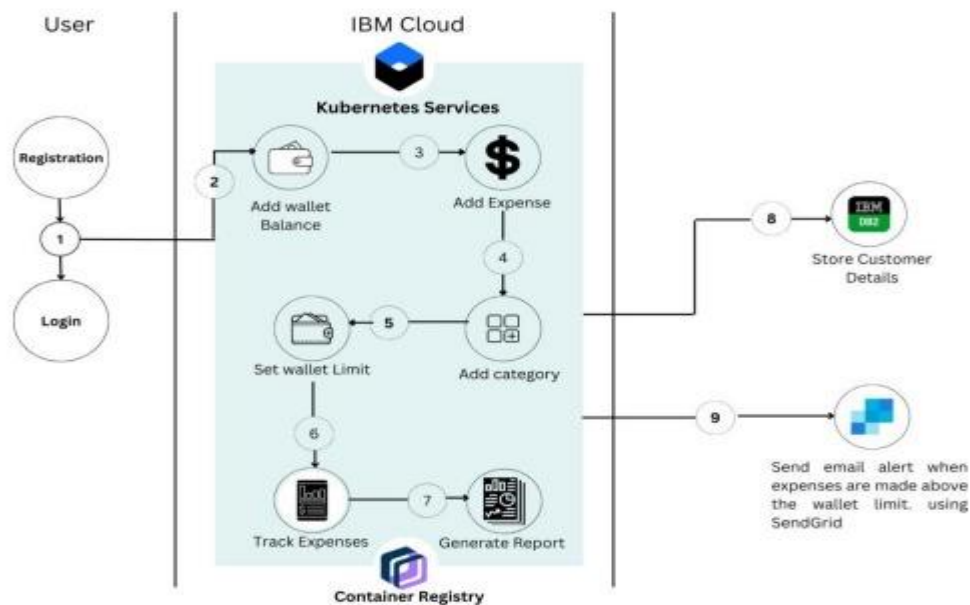 User
IBM Cloud
Kubernetes Services
Registration
2
3
Add wallet
Balance
Add Expense
1
8
IBM
DB2
Store Customer
Details
4
Login
5
Set wallet Limit
Add category
9
6
Send email alert when
expenses are made above
the wallet limit. using
SendGrid
7
Track Expenses
Generate Report
Container Registry